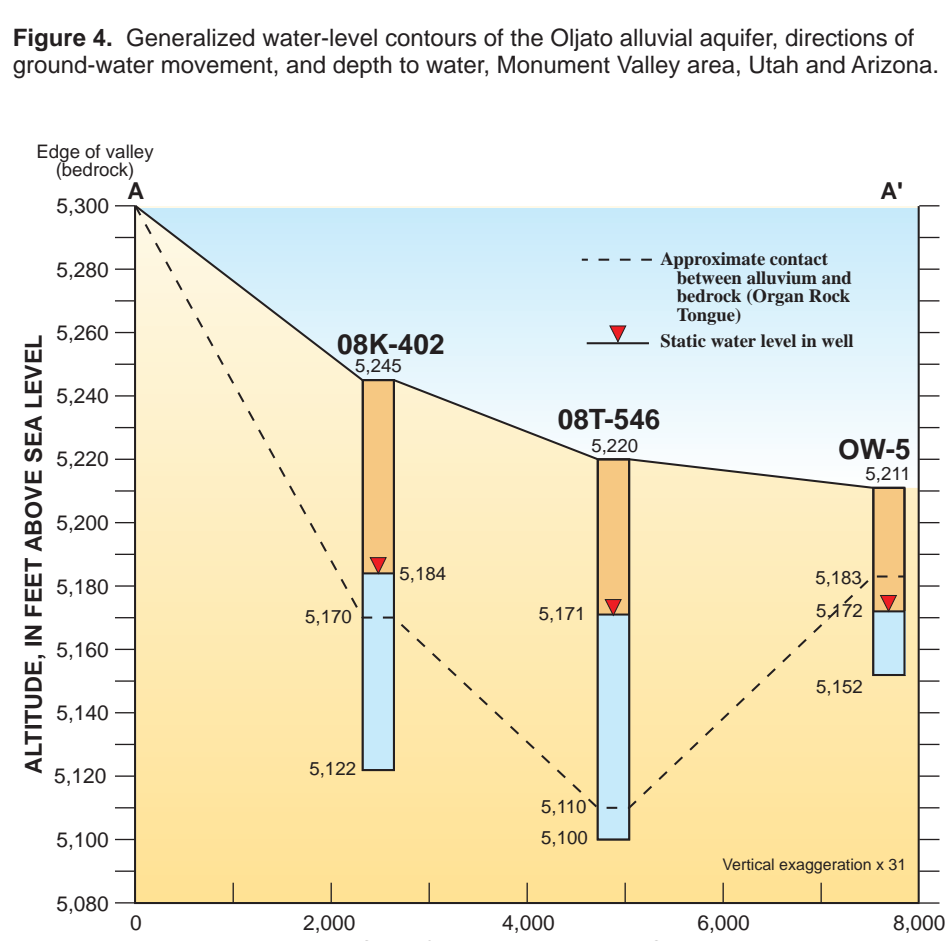 Figure 4. Generalized water-level contours of the Oljato alluvial aquifer, directions of
ground-water movement, and depth to water, Monument Valley area, Utah and Arizona.
Edge of valley
(bedrock)
A
A'
5,300
5,280
5,260
5,240
5,220
5,200
5,180
5,160
5,140
5,120
5,100
5,080
ALTITUDE, IN FEET ABOVE SEA LEVEL
Approximate contact
between alluvium and
bedrock (Organ Rock
Tongue)
Static water level in well
08K-402
5,245
5,184
5,170
5,122
08T-546
5,220
5,171
5,110
5,100
OW-5
5,211
5,183
5,172
5,152
Vertical exaggeration x 31
0
2,000
4,000
6,000
8,000